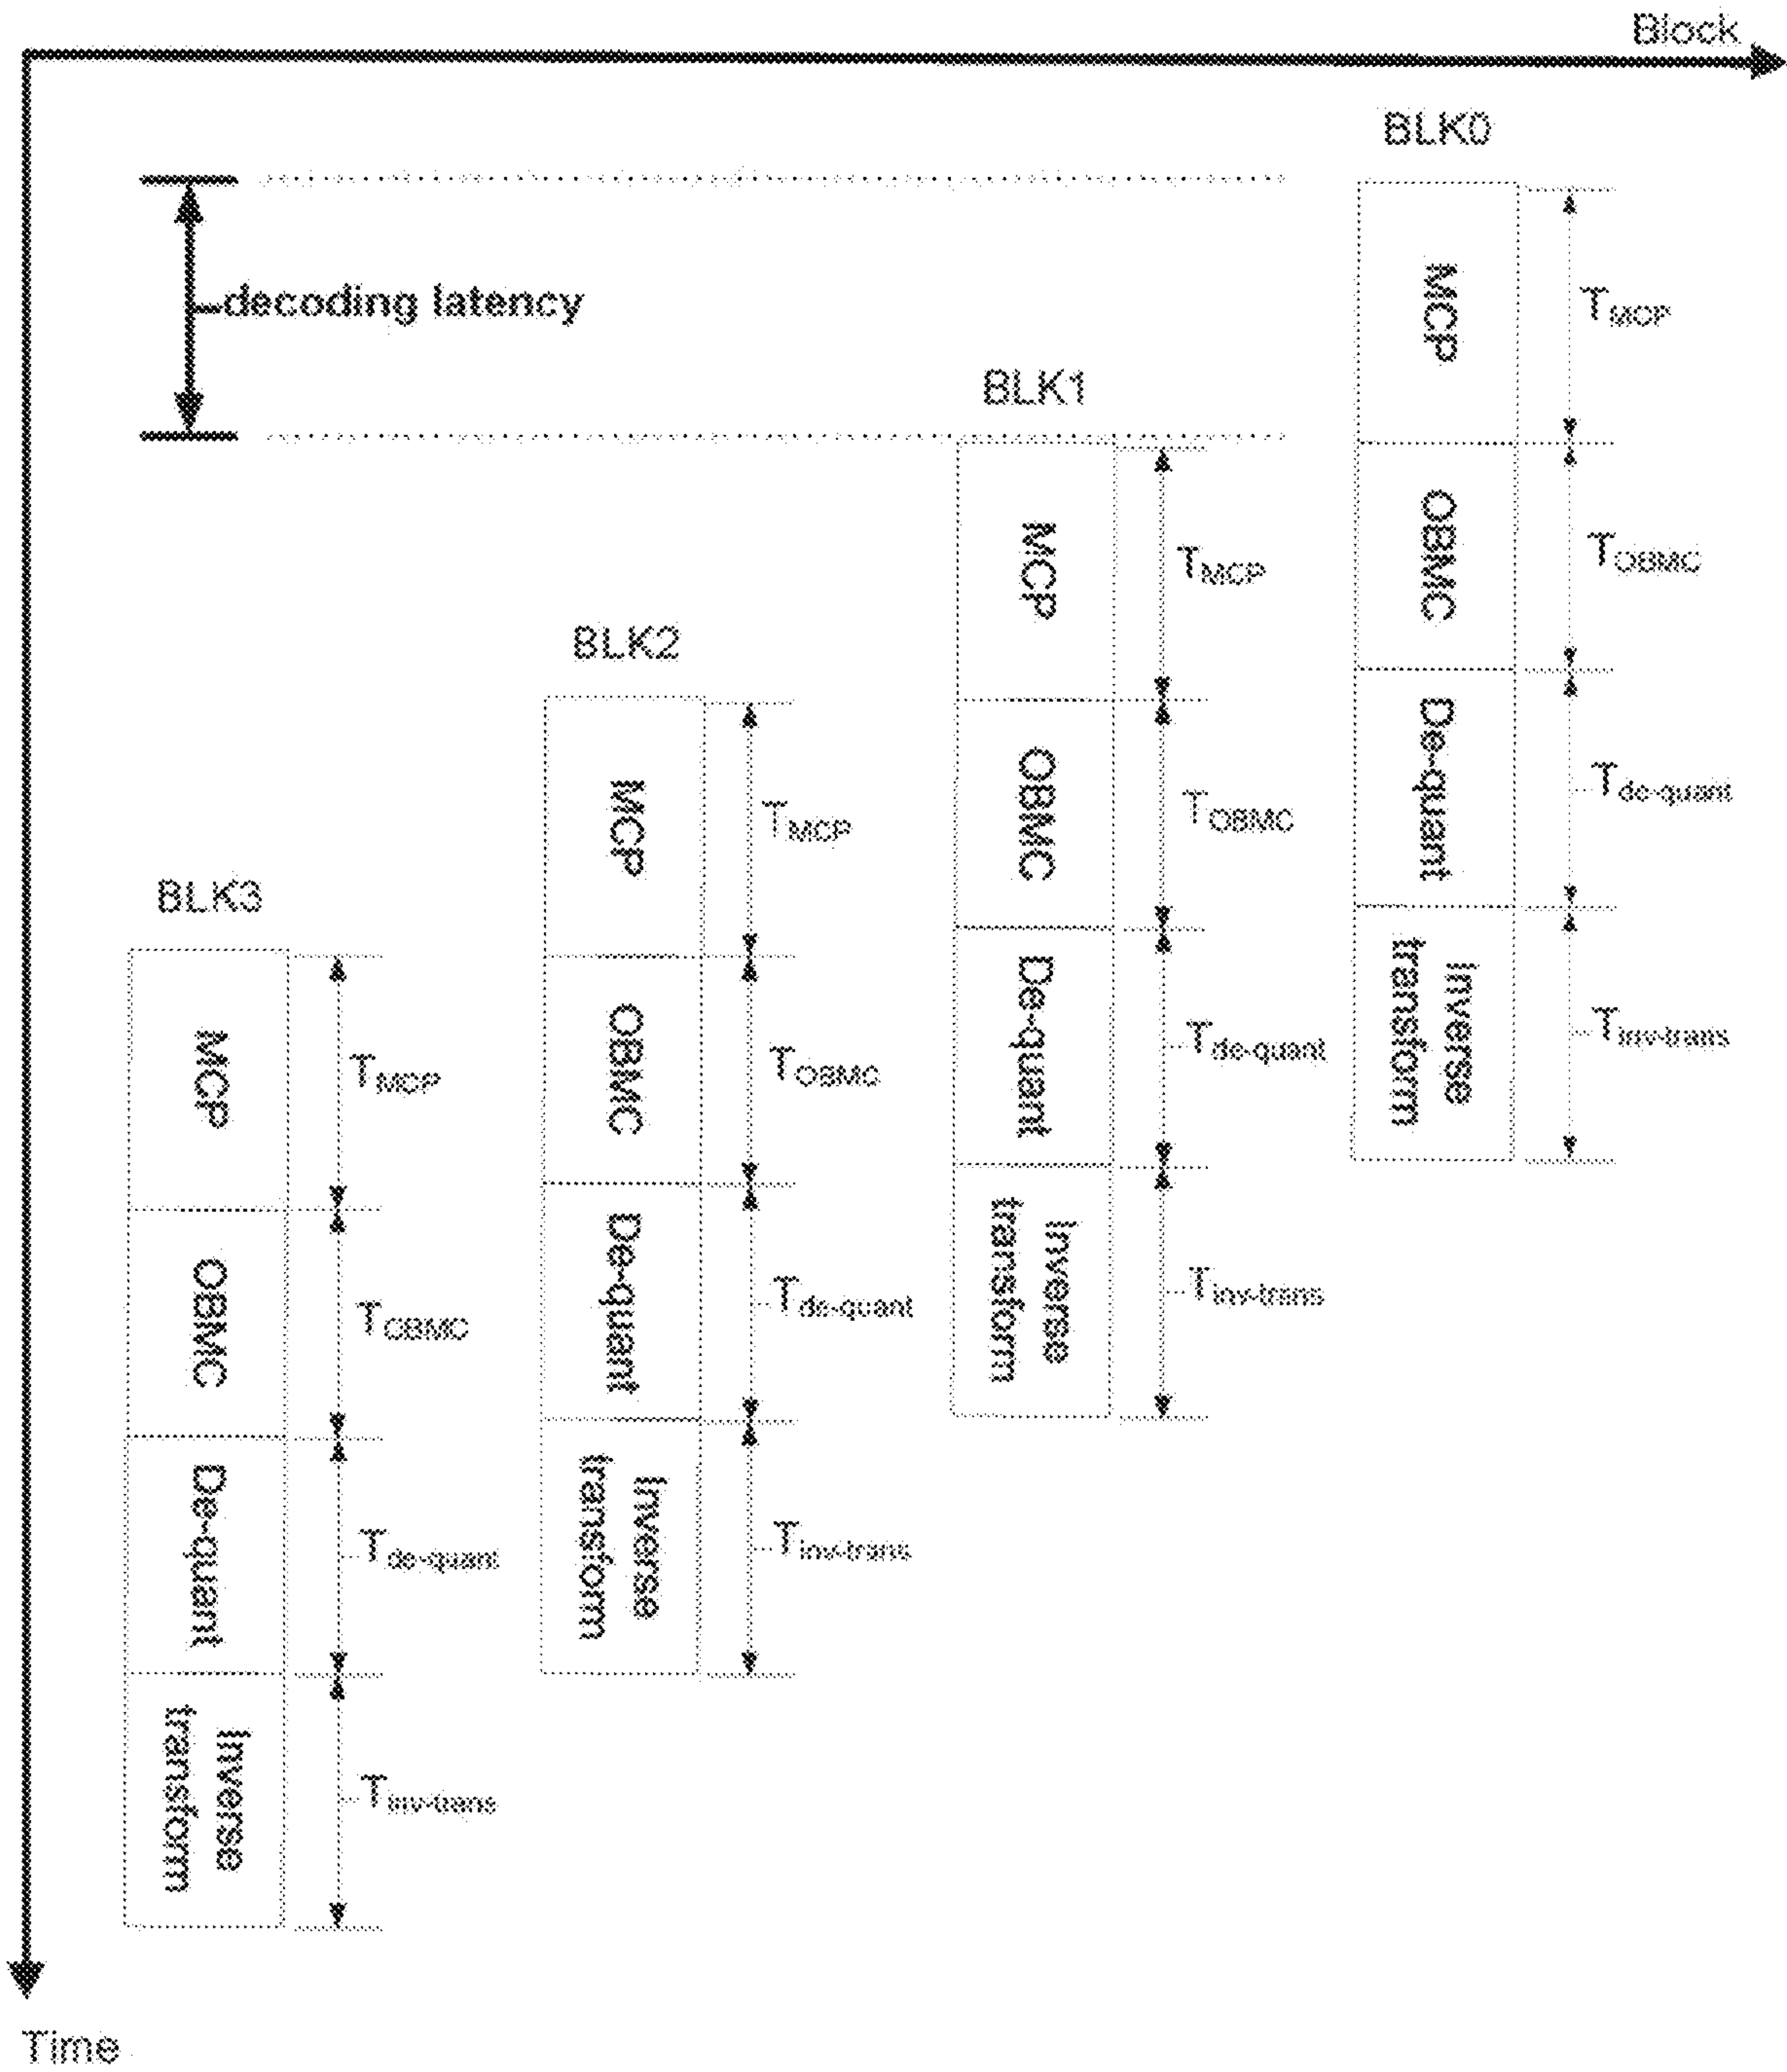 Block
BLK0
MCP
TMCP
OBMC
TOBMC
De-quant
Tde-quant
Inverse
transform
Tinv-trans
decoding latency
BLK1
MCP
TMCP
OBMC
TOBMC
De-quant
Tde-quant
Inverse
transform
Tinv-trans
BLK2
MCP
TMCP
OBMC
TOBMC
De-quant
Tde-quant
Inverse
transform
Tinv-trans
BLK3
MCP
TMCP
OBMC
TOBMC
De-quant
Tde-quant
Inverse
transform
Tinv-trans
Time